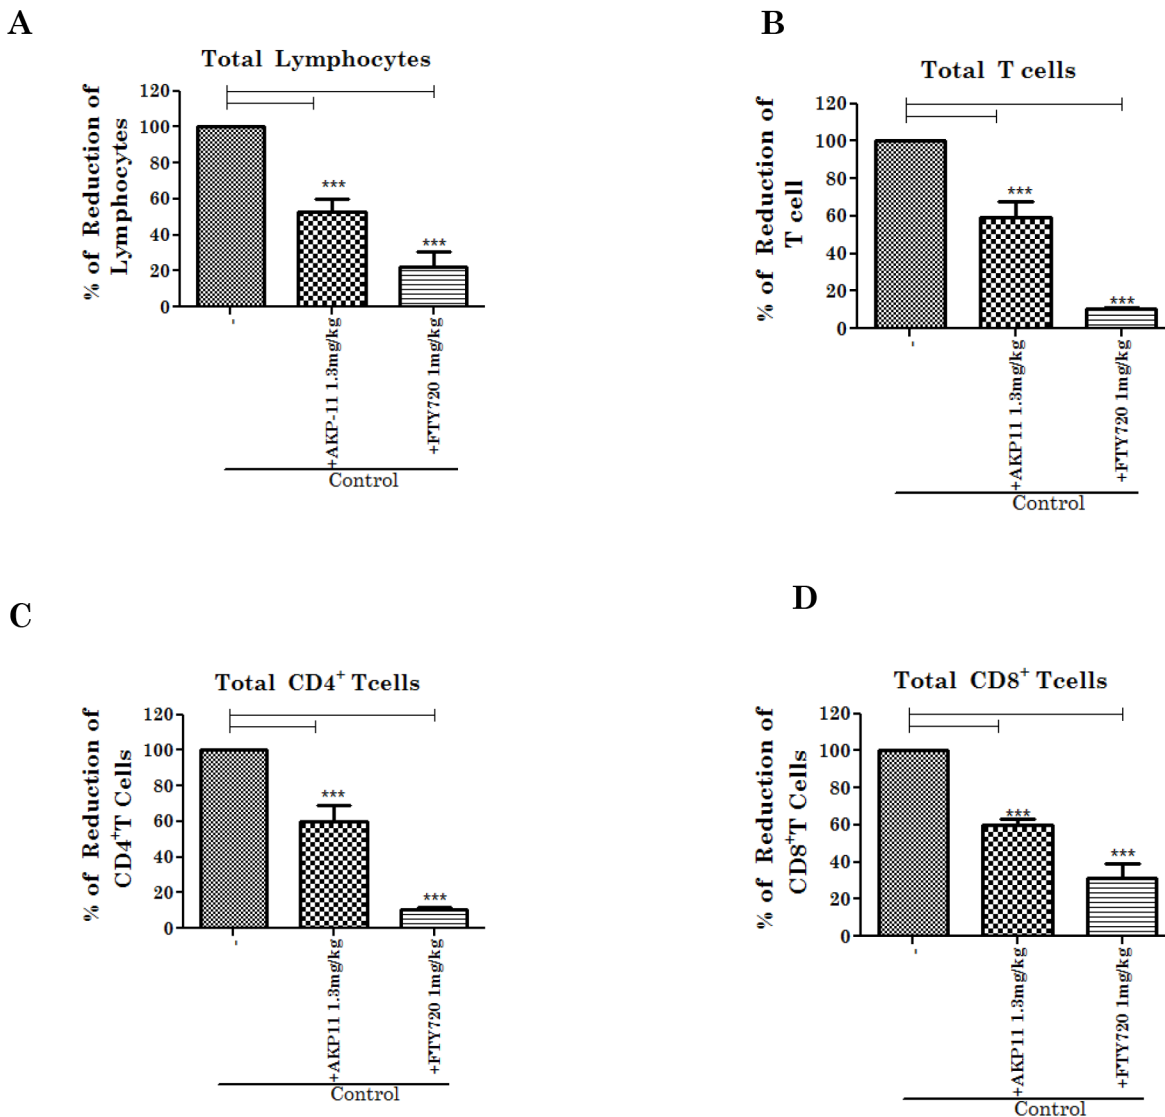 A
Total Lymphocytes
% of Reduction of
Lymphocytes
120
100
80
60
40
20
0
***
***
-
+AKP-11 1.3mg/kg
+FTY720 1mg/kg
Control
B
Total T cells
% of Reduction of
T cell
120
100
80
60
40
20
0
***
***
-
+AKP11 1.3mg/kg
+FTY720 1mg/kg
Control
C
Total CD4⁺ Tcells
% of Reduction of
CD4⁺T Cells
120
100
80
60
40
20
0
***
***
-
+AKP11 1.3mg/kg
+FTY720 1mg/kg
Control
D
Total CD8⁺ Tcells
% of Reduction of
CD8⁺T Cells
120
100
80
60
40
20
0
***
***
-
+AKP11 1.3mg/kg
+FTY720 1mg/kg
Control